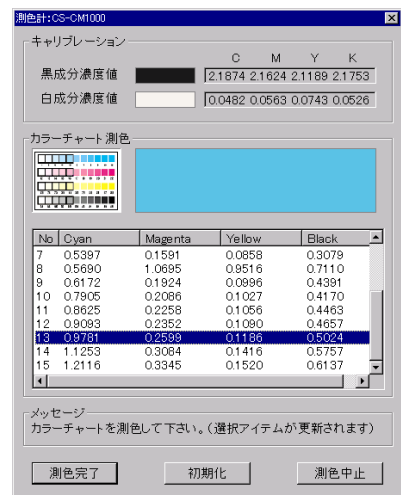 測色計:CS-CM1000
キャリブレーション
C M Y K
黒成分濃度値 2.1874 2.1624 2.1189 2.1753
白成分濃度値 0.0482 0.0563 0.0743 0.0526
カラーチャート測色
No Cyan Magenta Yellow Black
7 0.5397 0.1591 0.0858 0.3079
8 0.5690 1.0695 0.9516 0.7110
9 0.6172 0.1924 0.0996 0.4391
10 0.7905 0.2086 0.1027 0.4170
11 0.8625 0.2258 0.1056 0.4463
12 0.9093 0.2352 0.1090 0.4657
13 0.9781 0.2599 0.1186 0.5024
14 1.1253 0.3084 0.1416 0.5757
15 1.2116 0.3345 0.1520 0.6137
メッセージ
カラーチャートを測色して下さい。(選択アイテムが更新されます)
測色完了 初期化 測色中止